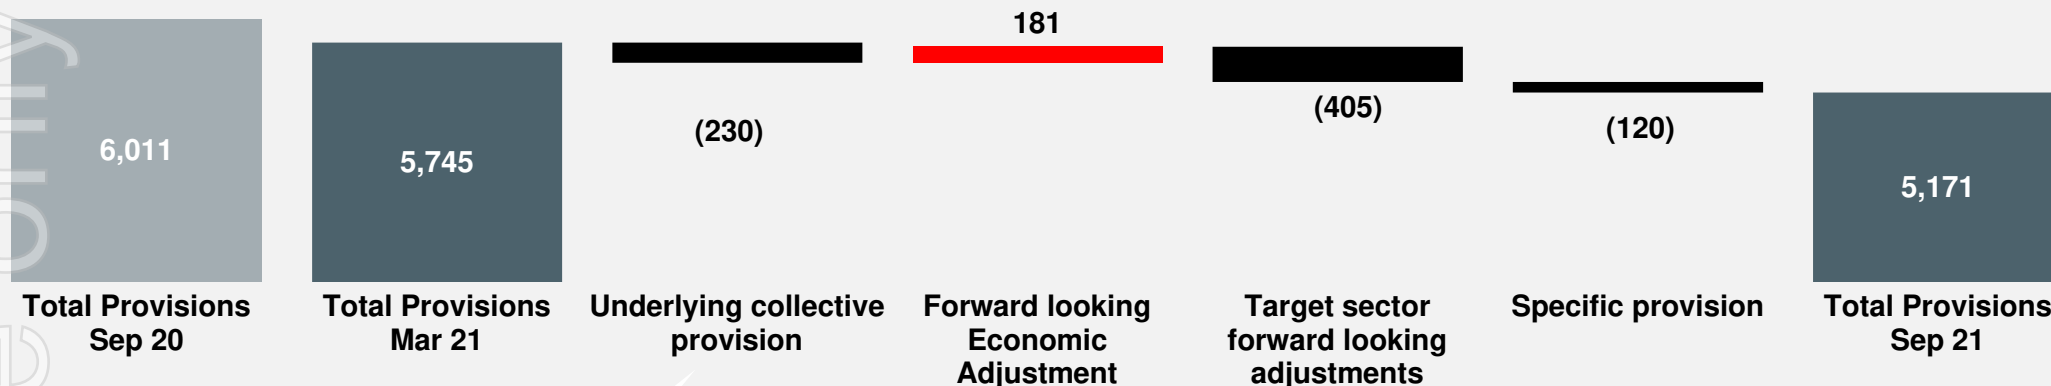 181
6,011
5,745
(230)
(405)
(120)
5,171
Total Provisions
Sep 20
Total Provisions
Mar 21
Underlying collective
provision
Forward looking
Economic
Adjustment
Target sector
forward looking
adjustments
Specific provision
Total Provisions
Sep 21